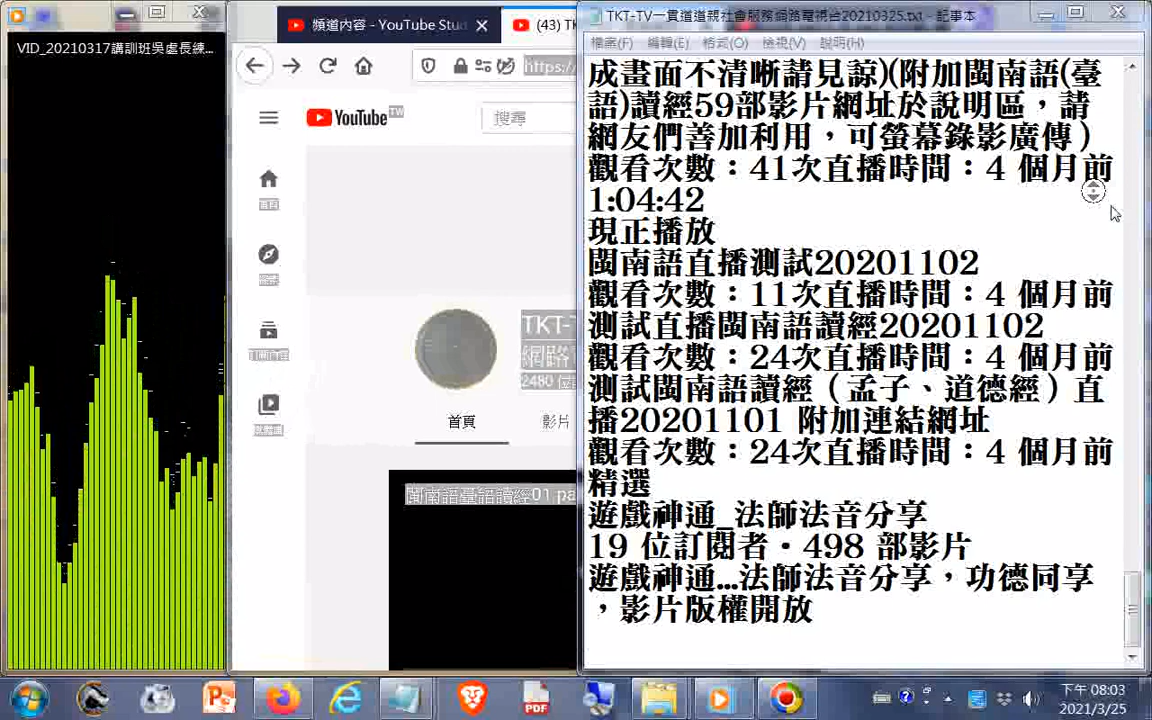 VID_20210317講訓班吳處長練...
頻道內容 - YouTube Stu
(43) TK
https:/
YouTube TW
搜尋
首頁
TKT-T
網路
2480 位
首頁
影片
閩南語臺語讀經01 pa
TKT-TV一貫道道親社會服務網路電視台20210325.txt - 記事本
檔案(F) 編輯(E) 格式(O) 檢視(V) 說明(H)
成畫面不清晰請見諒)(附加閩南語(臺
語)讀經59部影片網址於說明區，請
網友們善加利用，可螢幕錄影廣傳）
觀看次數：41次直播時間：4 個月前
1:04:42
現正播放
閩南語直播測試20201102
觀看次數：11次直播時間：4 個月前
測試直播閩南語讀經20201102
觀看次數：24次直播時間：4 個月前
測試閩南語讀經（孟子、道德經）直
播20201101 附加連結網址
觀看次數：24次直播時間：4 個月前
精選
遊戲神通_法師法音分享
19 位訂閱者・498 部影片
遊戲神通...法師法音分享，功德同享
，影片版權開放
PDF
下午 08:03
2021/3/25